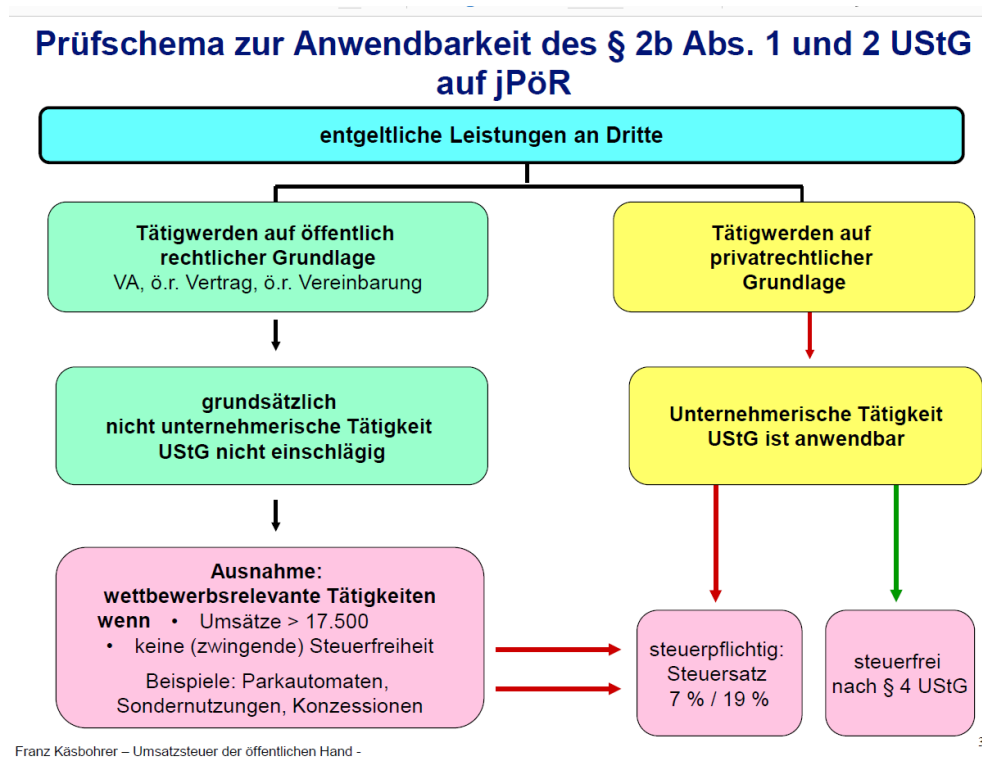 Prüfschema zur Anwendbarkeit des § 2b Abs. 1 und 2 UStG
auf jPöR
entgeltliche Leistungen an Dritte
Tätigwerden auf öffentlich
rechtlicher Grundlage
VA, ö.r. Vertrag, ö.r. Vereinbarung
Tätigwerden auf
privatrechtlicher
Grundlage
grundsätzlich
nicht unternehmerische Tätigkeit
UStG nicht einschlägig
Unternehmerische Tätigkeit
UStG ist anwendbar
Ausnahme:
wettbewerbsrelevante Tätigkeiten
wenn • Umsätze > 17.500
• keine (zwingende) Steuerfreiheit
Beispiele: Parkautomaten,
Sondernutzungen, Konzessionen
steuerpflichtig:
Steuersatz
7 % / 19 %
steuerfrei
nach § 4 UStG
Franz Käsbohrer – Umsatzsteuer der öffentlichen Hand -